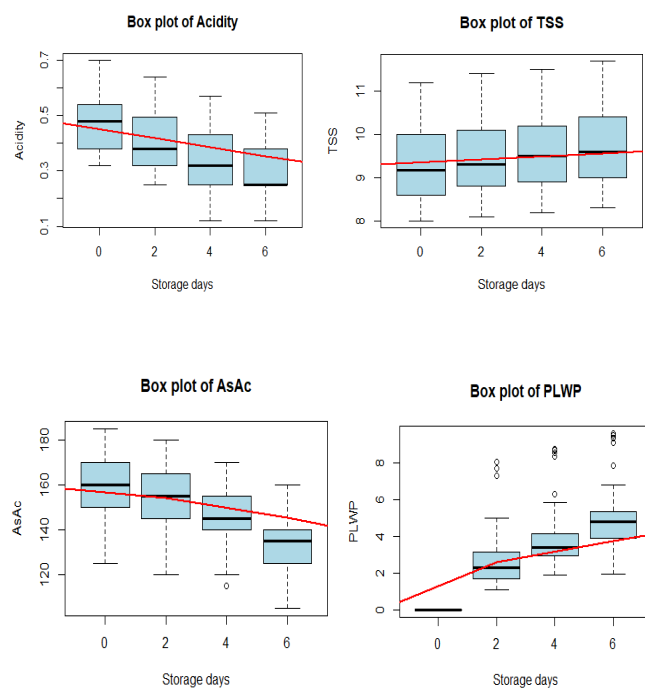 Box plot of Acidity
Acidity
0.1 0.3 0.5 0.7
0 2 4 6
Storage days
Box plot of TSS
TSS
8 9 10 11
0 2 4 6
Storage days
Box plot of AsAc
AsAc
120 140 160 180
0 2 4 6
Storage days
Box plot of PLWP
PLWP
0 2 4 6 8
0 2 4 6
Storage days